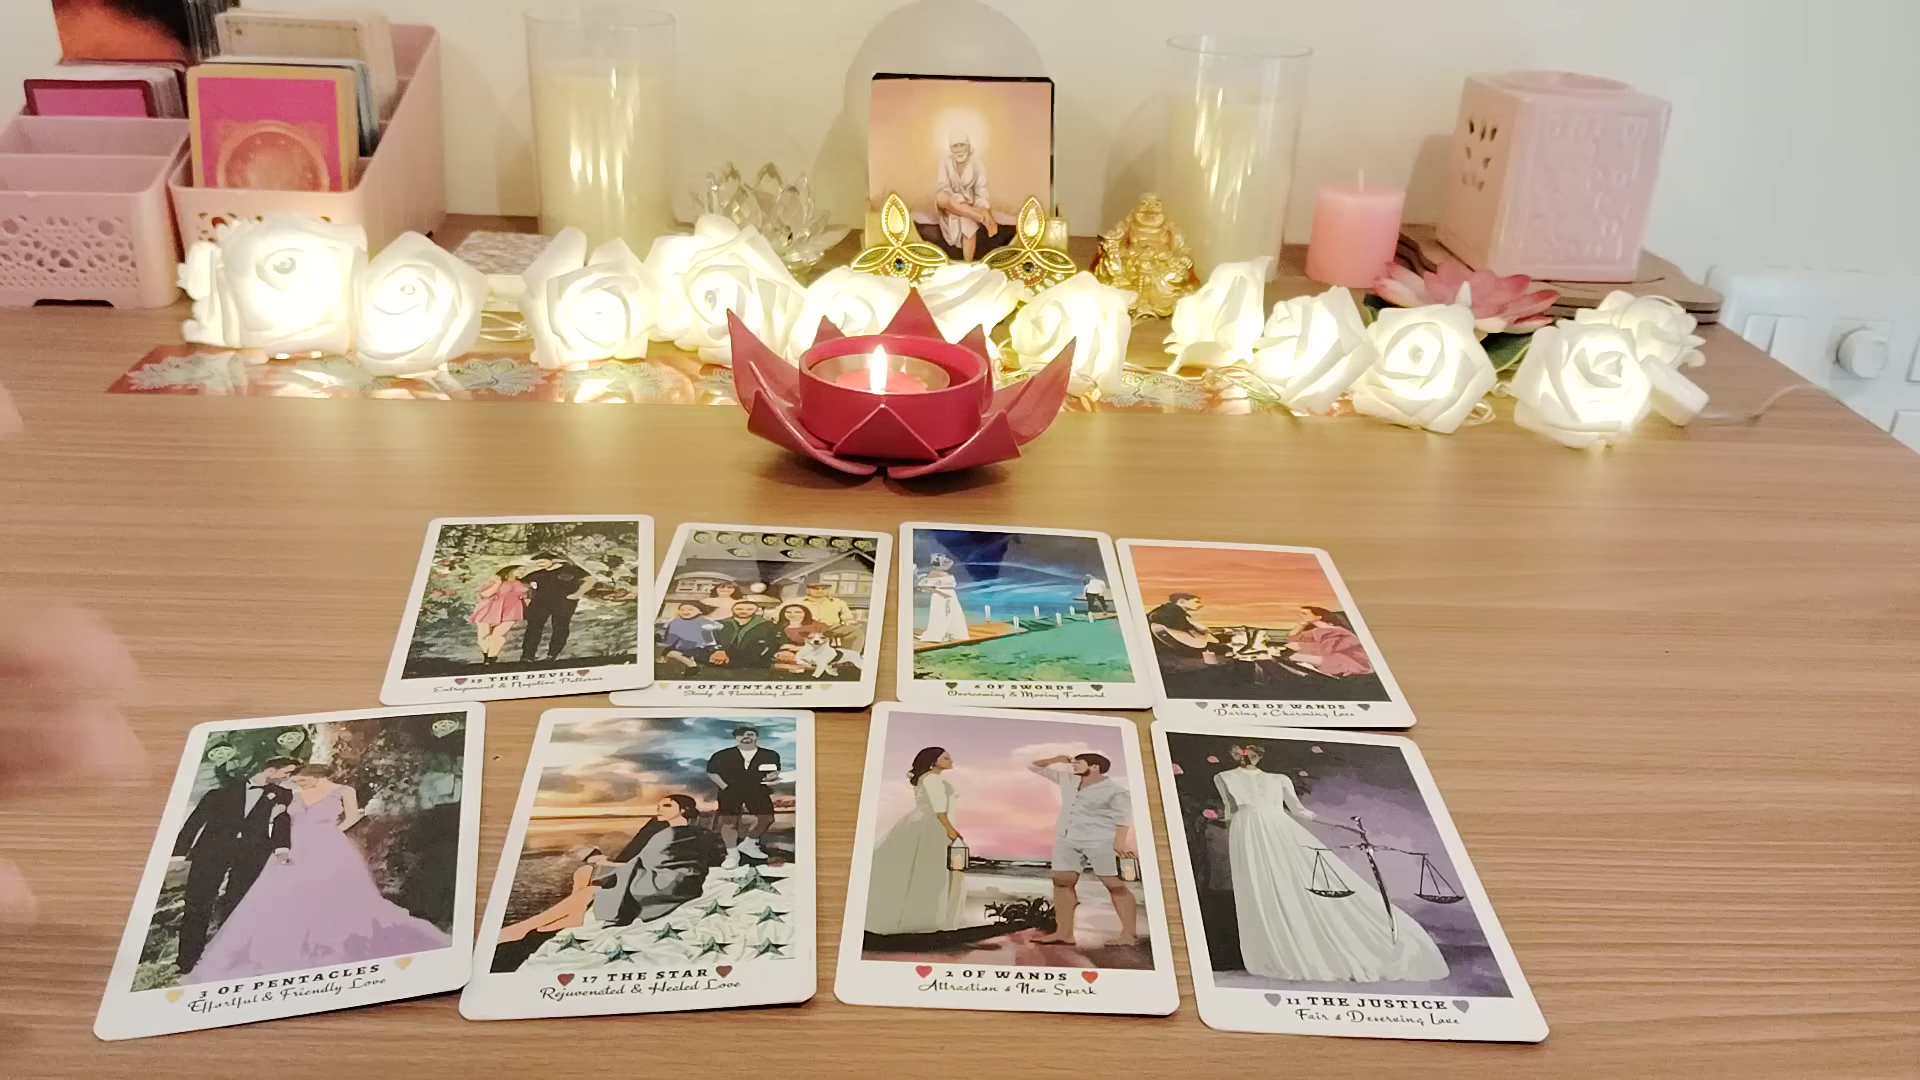 15 THE DEVIL
Entrapment & Negative Patterns
10 OF PENTACLES
Steady & Flourishing Love
6 OF SWORDS
Overcoming & Moving Forward
PAGE OF WANDS
Daring & Charming Love
3 OF PENTACLES
Effortful & Friendly Love
17 THE STAR
Rejuvenated & Healed Love
2 OF WANDS
Attraction & New Spark
11 THE JUSTICE
Fair & Deserving Love